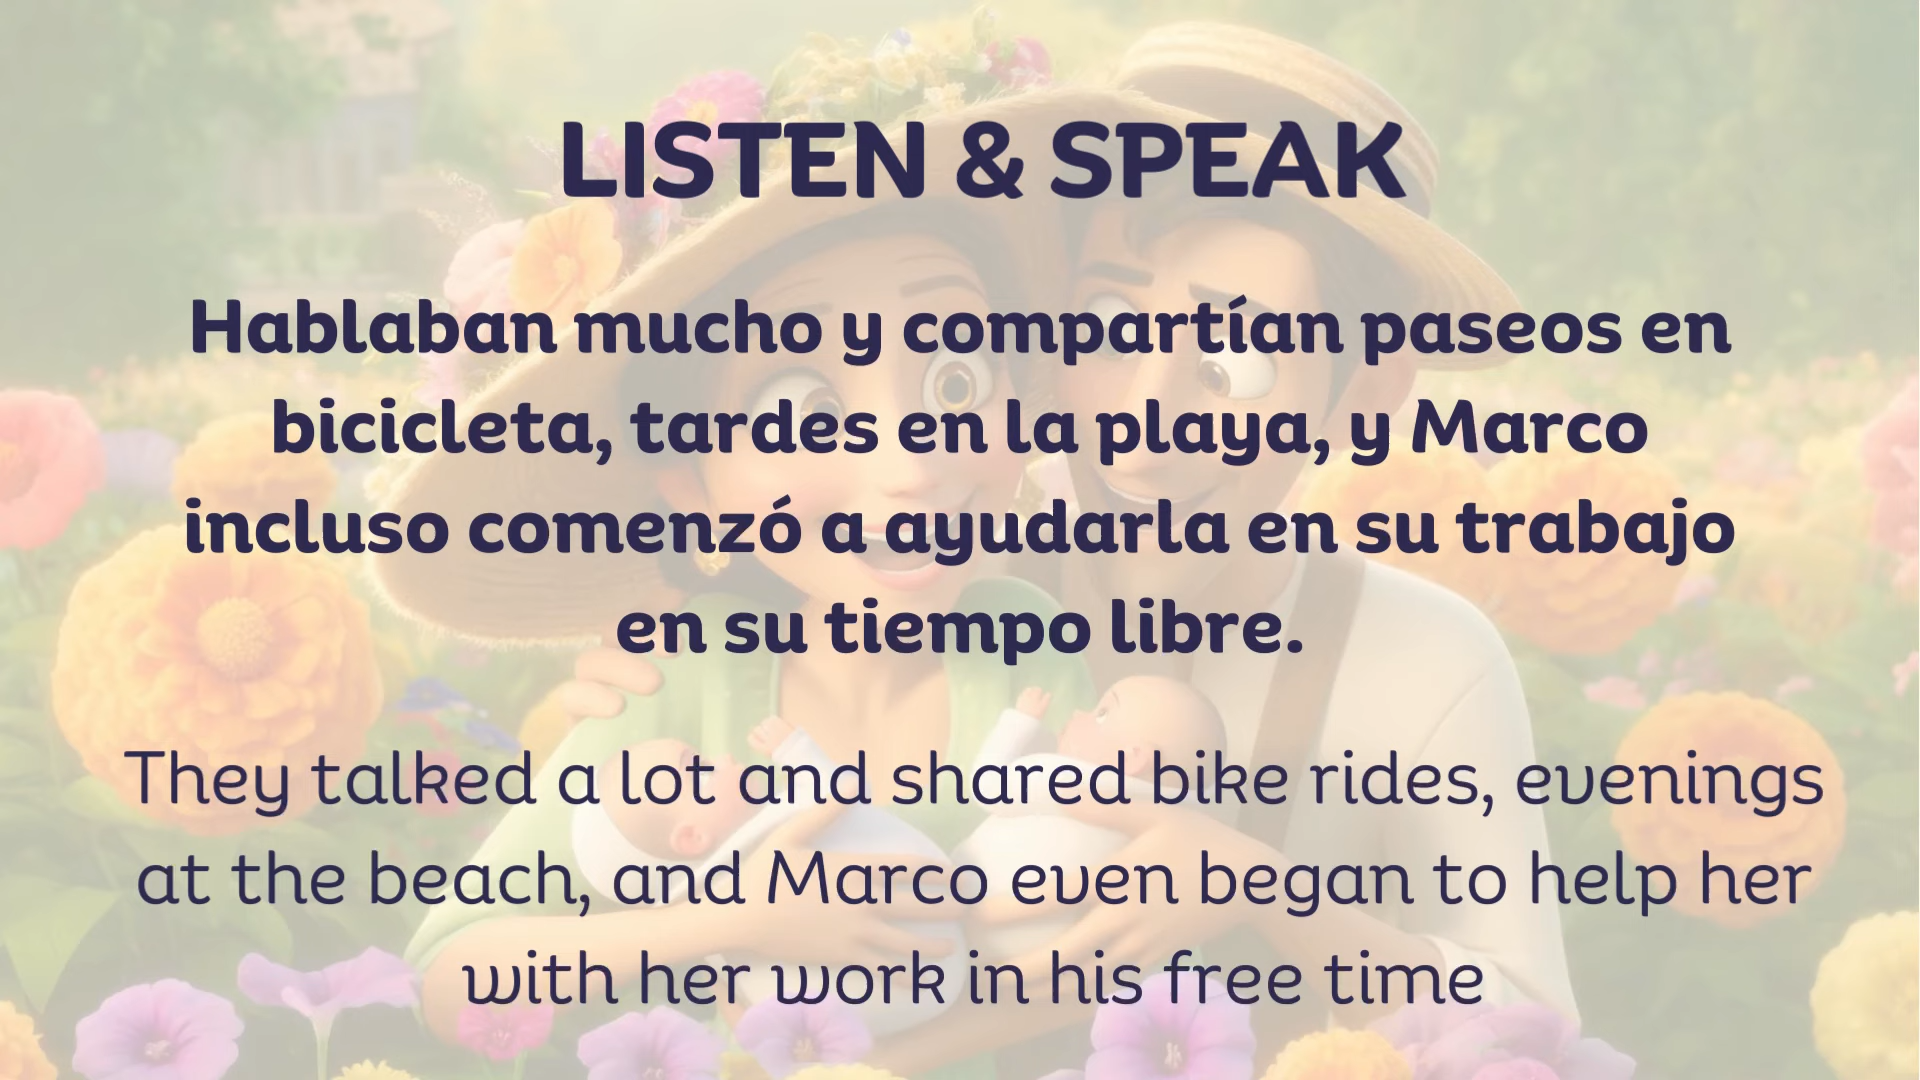 LISTEN & SPEAK
Hablaban mucho y compartían paseos en
bicicleta, tardes en la playa, y Marco
incluso comenzó a ayudarla en su trabajo
en su tiempo libre.
They talked a lot and shared bike rides, evenings
at the beach, and Marco even began to help her
with her work in his free time